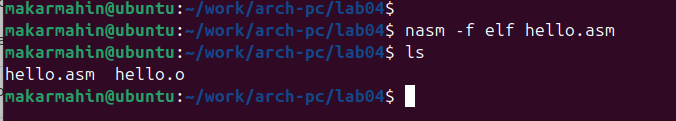 makarmahin@ubuntu:~/work/arch-pc/lab04$
makarmahin@ubuntu:~/work/arch-pc/lab04$ nasm -f elf hello.asm
makarmahin@ubuntu:~/work/arch-pc/lab04$ ls
hello.asm  hello.o
makarmahin@ubuntu:~/work/arch-pc/lab04$